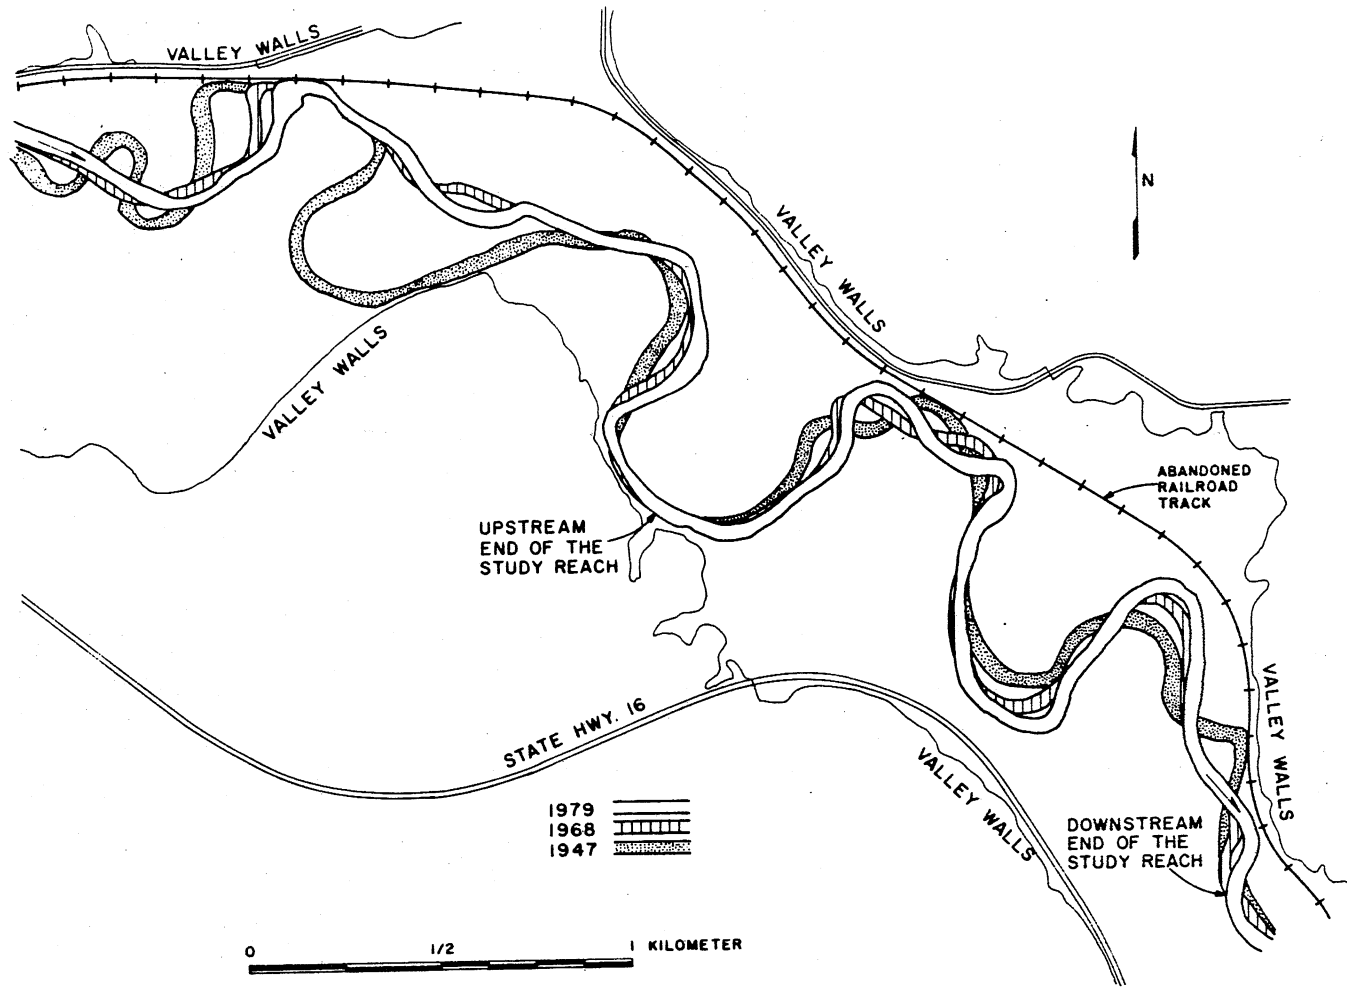 VALLEY WALLS
N
VALLEY WALLS
VALLEY WALLS
ABANDONED
RAILROAD
TRACK
UPSTREAM
END OF THE
STUDY REACH
VALLEY WALLS
STATE HWY. 16
VALLEY WALLS
1979
1968
1947
DOWNSTREAM
END OF THE
STUDY REACH
0 1/2 1 KILOMETER